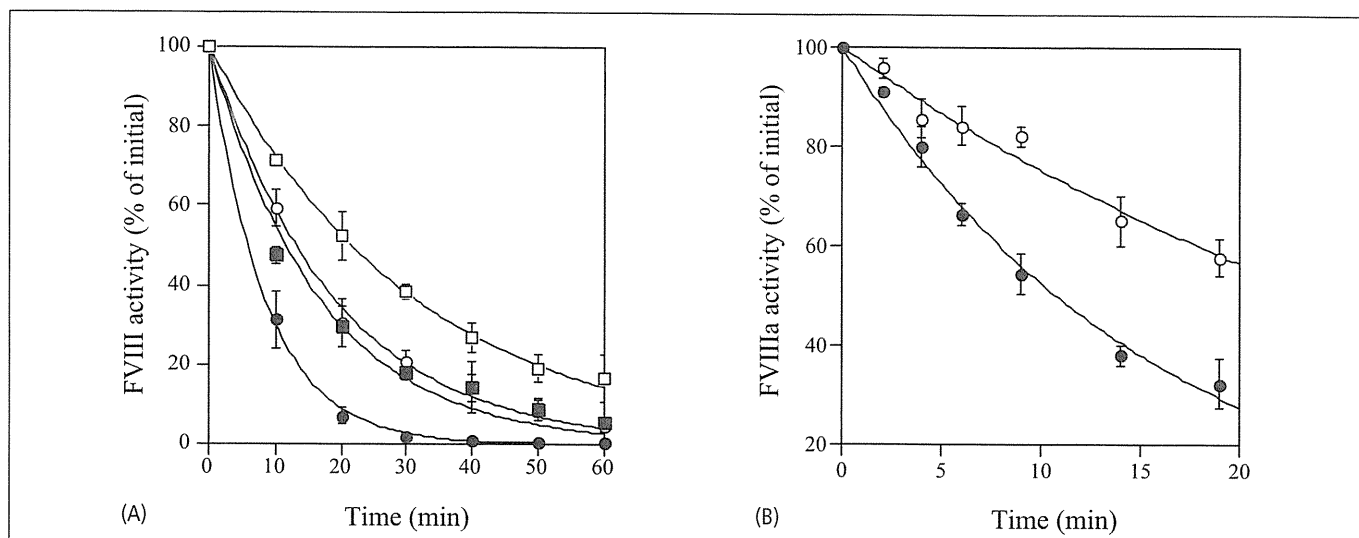 FVIII activity (% of initial)
100
80
60
40
20
0
0 10 20 30 40 50 60
(A) Time (min)
FVIIIa activity (% of initial)
100
80
60
40
20
0 5 10 15 20
(B) Time (min)